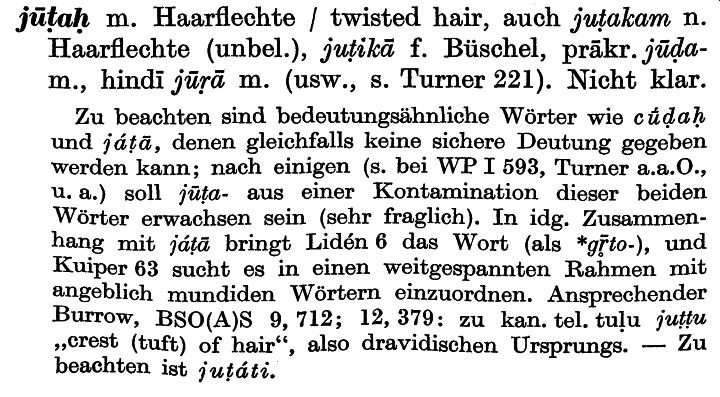 jūṭaḥ m. Haarflechte / twisted hair, auch juṭakam n.
Haarflechte (unbel.), juṭikā f. Büschel, prākr. jūḍa-
m., hindī jūṛā m. (usw., s. Turner 221). Nicht klar.
Zu beachten sind bedeutungsähnliche Wörter wie cū́ḍaḥ
und jáṭā, denen gleichfalls keine sichere Deutung gegeben
werden kann; nach einigen (s. bei WP I 593, Turner a.a.O.,
u. a.) soll jūṭa- aus einer Kontamination dieser beiden
Wörter erwachsen sein (sehr fraglich). In idg. Zusammen-
hang mit jáṭā bringt Lidén 6 das Wort (als *gr̥̄to-), und
Kuiper 63 sucht es in einen weitgespannten Rahmen mit
angeblich mundiden Wörtern einzuordnen. Ansprechender
Burrow, BSO(A)S 9, 712; 12, 379: zu kan. tel. tuḷu juṭṭu
„crest (tuft) of hair“, also dravidischen Ursprungs. — Zu
beachten ist juṭáti.